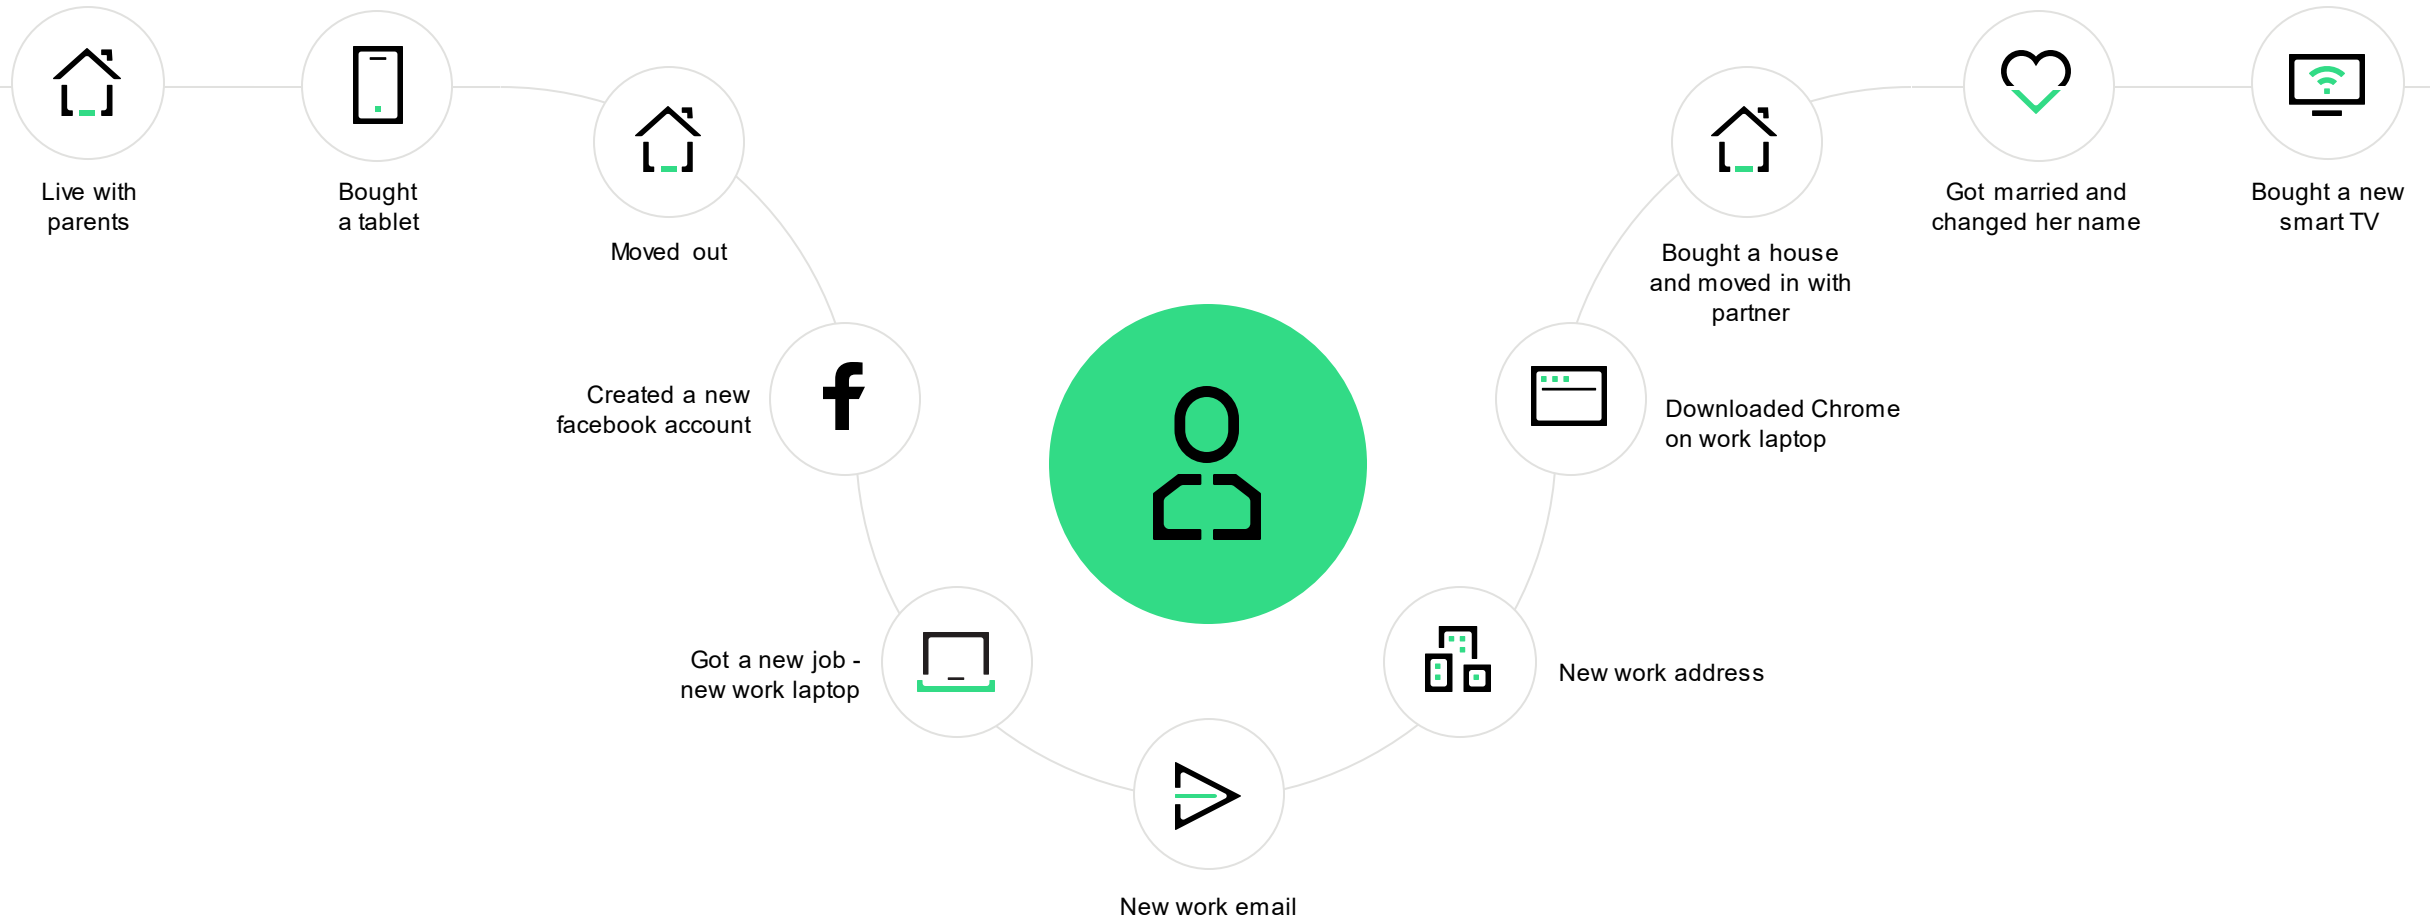 Live with
parents
Bought
a tablet
Moved out
Created a new
facebook account
Got a new job -
new work laptop
New work email
New work address
Downloaded Chrome
on work laptop
Bought a house
and moved in with
partner
Got married and
changed her name
Bought a new
smart TV